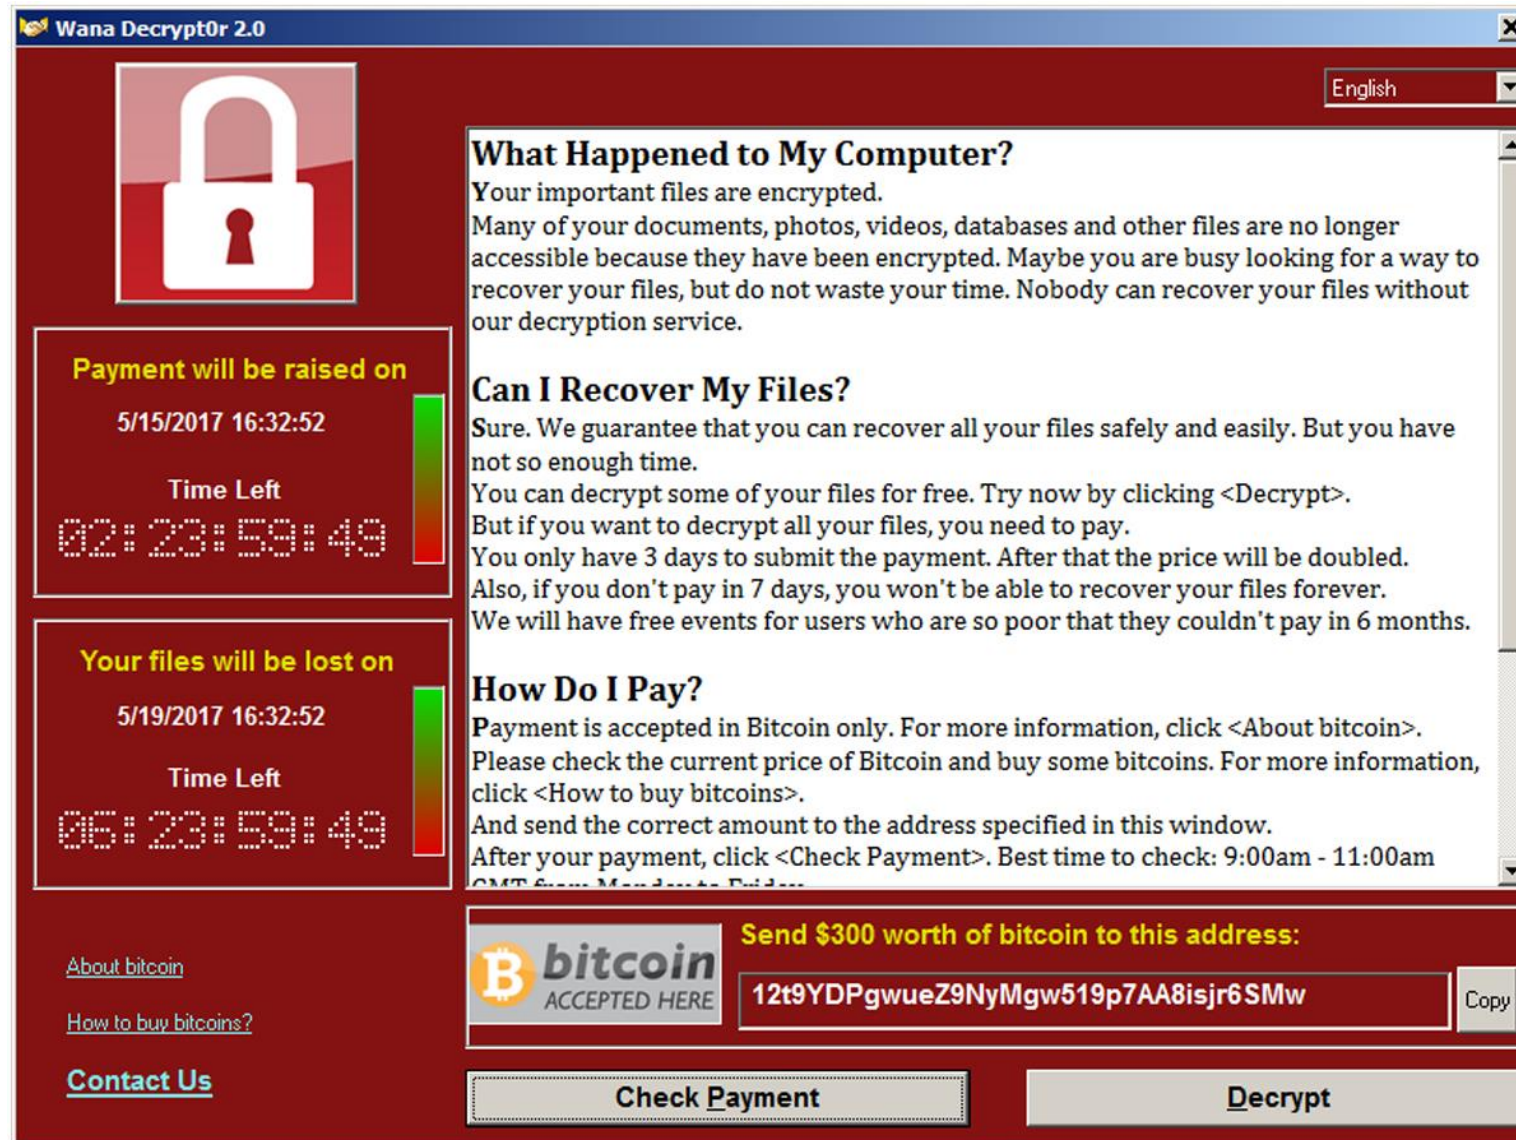 Wana Decrypt0r 2.0
English
Payment will be raised on
5/15/2017 16:32:52
Time Left
02:23:59:49
Your files will be lost on
5/19/2017 16:32:52
Time Left
06:23:59:49
About bitcoin
How to buy bitcoins?
Contact Us
What Happened to My Computer?
Your important files are encrypted.
Many of your documents, photos, videos, databases and other files are no longer
accessible because they have been encrypted. Maybe you are busy looking for a way to
recover your files, but do not waste your time. Nobody can recover your files without
our decryption service.
Can I Recover My Files?
Sure. We guarantee that you can recover all your files safely and easily. But you have
not so enough time.
You can decrypt some of your files for free. Try now by clicking <Decrypt>.
But if you want to decrypt all your files, you need to pay.
You only have 3 days to submit the payment. After that the price will be doubled.
Also, if you don't pay in 7 days, you won't be able to recover your files forever.
We will have free events for users who are so poor that they couldn't pay in 6 months.
How Do I Pay?
Payment is accepted in Bitcoin only. For more information, click <About bitcoin>.
Please check the current price of Bitcoin and buy some bitcoins. For more information,
click <How to buy bitcoins>.
And send the correct amount to the address specified in this window.
After your payment, click <Check Payment>. Best time to check: 9:00am - 11:00am
GMT from Monday to Friday
bitcoin
ACCEPTED HERE
Send $300 worth of bitcoin to this address:
12t9YDPgwueZ9NyMgw519p7AA8isjr6SMw
Copy
Check Payment
Decrypt